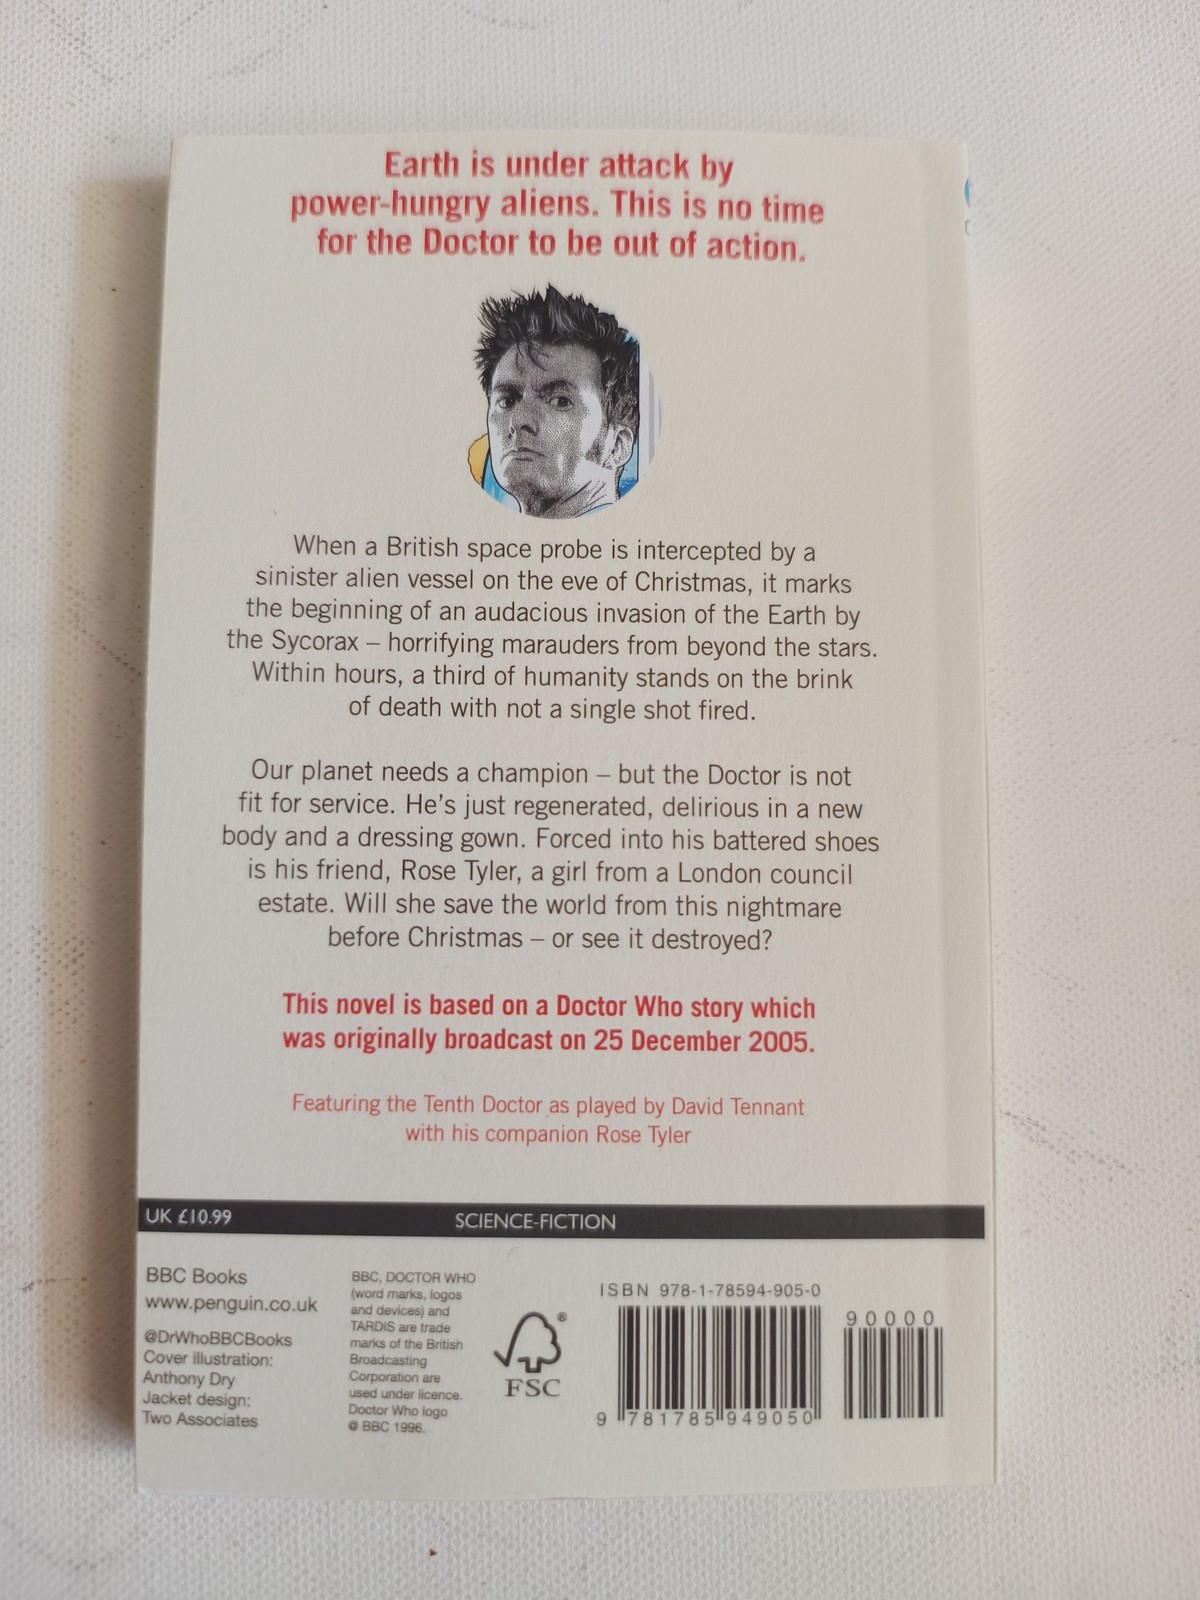 Earth is under attack by
power-hungry aliens. This is no time
for the Doctor to be out of action.
When a British space probe is intercepted by a
sinister alien vessel on the eve of Christmas, it marks
the beginning of an audacious invasion of the Earth by
the Sycorax – horrifying marauders from beyond the stars.
Within hours, a third of humanity stands on the brink
of death with not a single shot fired.
Our planet needs a champion – but the Doctor is not
fit for service. He's just regenerated, delirious in a new
body and a dressing gown. Forced into his battered shoes
is his friend, Rose Tyler, a girl from a London council
estate. Will she save the world from this nightmare
before Christmas – or see it destroyed?
This novel is based on a Doctor Who story which
was originally broadcast on 25 December 2005.
Featuring the Tenth Doctor as played by David Tennant
with his companion Rose Tyler
UK £10.99
SCIENCE-FICTION
BBC Books
www.penguin.co.uk
@DrWhoBBCBooks
Cover illustration:
Anthony Dry
Jacket design:
Two Associates
BBC, DOCTOR WHO
(word marks, logos
and devices) and
TARDIS are trade
marks of the British
Broadcasting
Corporation are
used under licence.
Doctor Who logo
@ BBC 1996.
®
FSC
ISBN 978-1-78594-905-0
90000
9 781785 949050